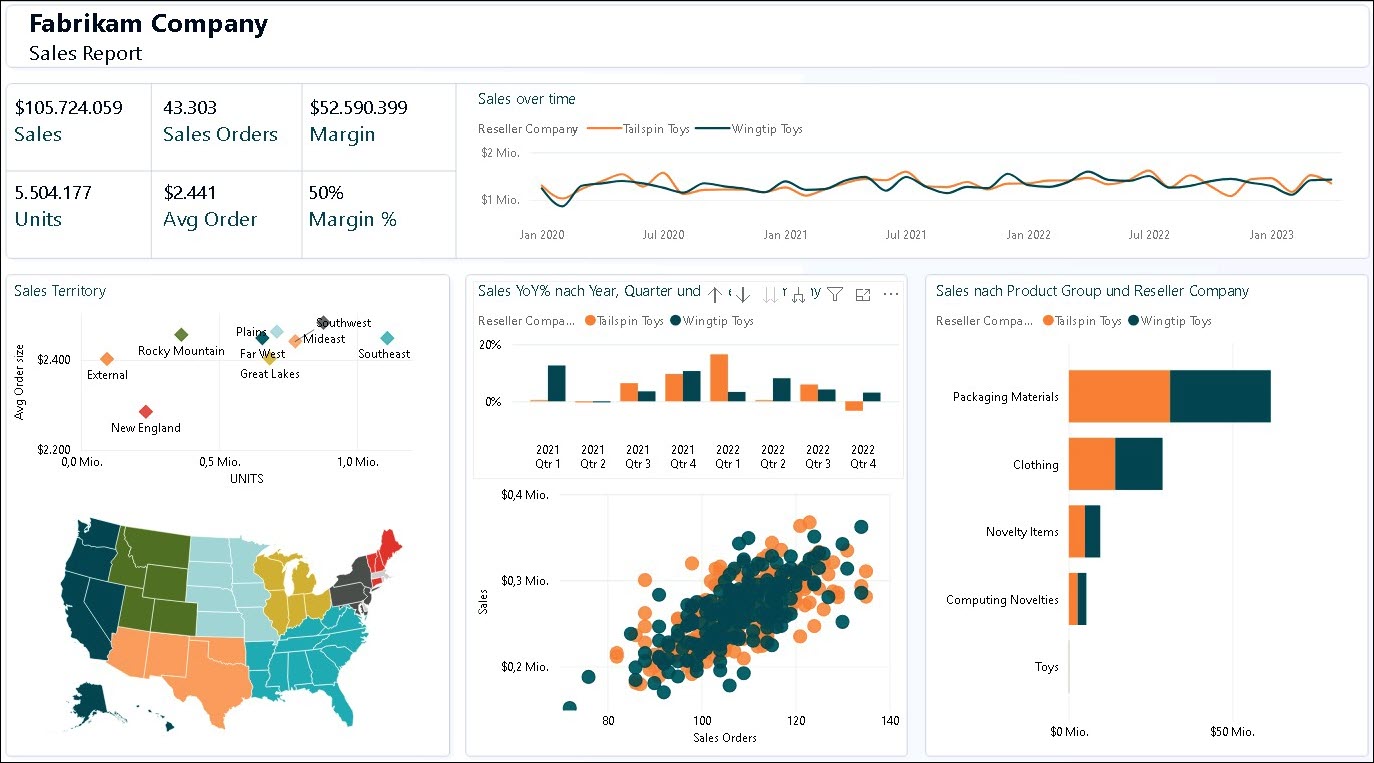 Fabrikam Company
Sales Report
$105.724.059
Sales
43.303
Sales Orders
$52.590.399
Margin
5.504.177
Units
$2.441
Avg Order
50%
Margin %
Sales over time
Reseller Company Tailspin Toys Wingtip Toys
$2 Mio.
$1 Mio.
Jan 2020 Jul 2020 Jan 2021 Jul 2021 Jan 2022 Jul 2022 Jan 2023
Sales Territory
Avg Order size
$2.400
$2.200
Southwest
Plains
Mideast
Rocky Mountain
Far West
Southeast
External
Great Lakes
New England
0,0 Mio. 0,5 Mio. 1,0 Mio.
UNITS
Sales YoY% nach Year, Quarter und
Reseller Compa... Tailspin Toys Wingtip Toys
20%
0%
2021 2021 2021 2021 2022 2022 2022 2022
Qtr 1 Qtr 2 Qtr 3 Qtr 4 Qtr 1 Qtr 2 Qtr 3 Qtr 4
Sales
$0,4 Mio.
$0,3 Mio.
$0,2 Mio.
80 100 120 140
Sales Orders
Sales nach Product Group und Reseller Company
Reseller Compa... Tailspin Toys Wingtip Toys
Packaging Materials
Clothing
Novelty Items
Computing Novelties
Toys
$0 Mio. $50 Mio.